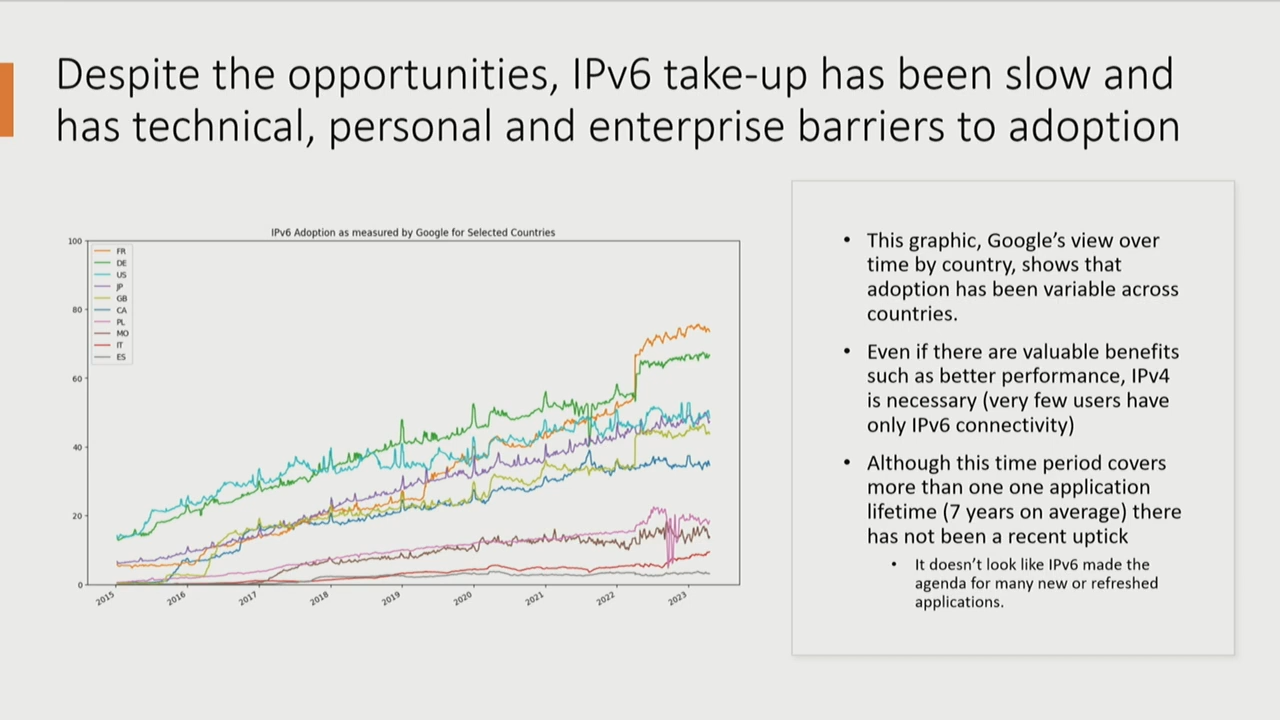 Despite the opportunities, IPv6 take-up has been slow and
has technical, personal and enterprise barriers to adoption
IPv6 Adoption as measured by Google for Selected Countries
100
80
60
40
20
0
FR
DE
US
JP
GB
CA
PL
MO
IT
ES
2015
2016
2017
2018
2019
2020
2021
2022
2023
• This graphic, Google's view over
time by country, shows that
adoption has been variable across
countries.
• Even if there are valuable benefits
such as better performance, IPv4
is necessary (very few users have
only IPv6 connectivity)
• Although this time period covers
more than one one application
lifetime (7 years on average) there
has not been a recent uptick
• It doesn't look like IPv6 made the
agenda for many new or refreshed
applications.